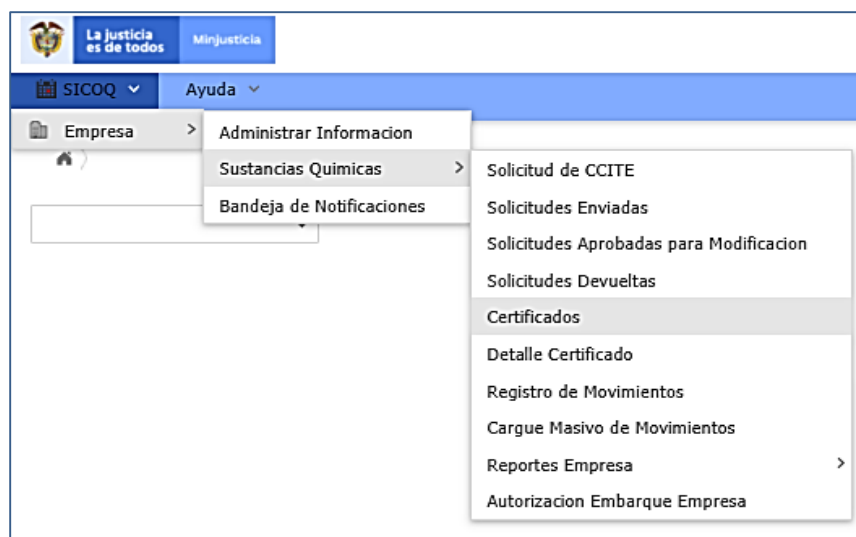 La justicia
es de todos
Minjusticia
SICOQ
Ayuda
Empresa
Administrar Informacion
Sustancias Quimicas
Bandeja de Notificaciones
Solicitud de CCITE
Solicitudes Enviadas
Solicitudes Aprobadas para Modificacion
Solicitudes Devueltas
Certificados
Detalle Certificado
Registro de Movimientos
Cargue Masivo de Movimientos
Reportes Empresa
Autorizacion Embarque Empresa